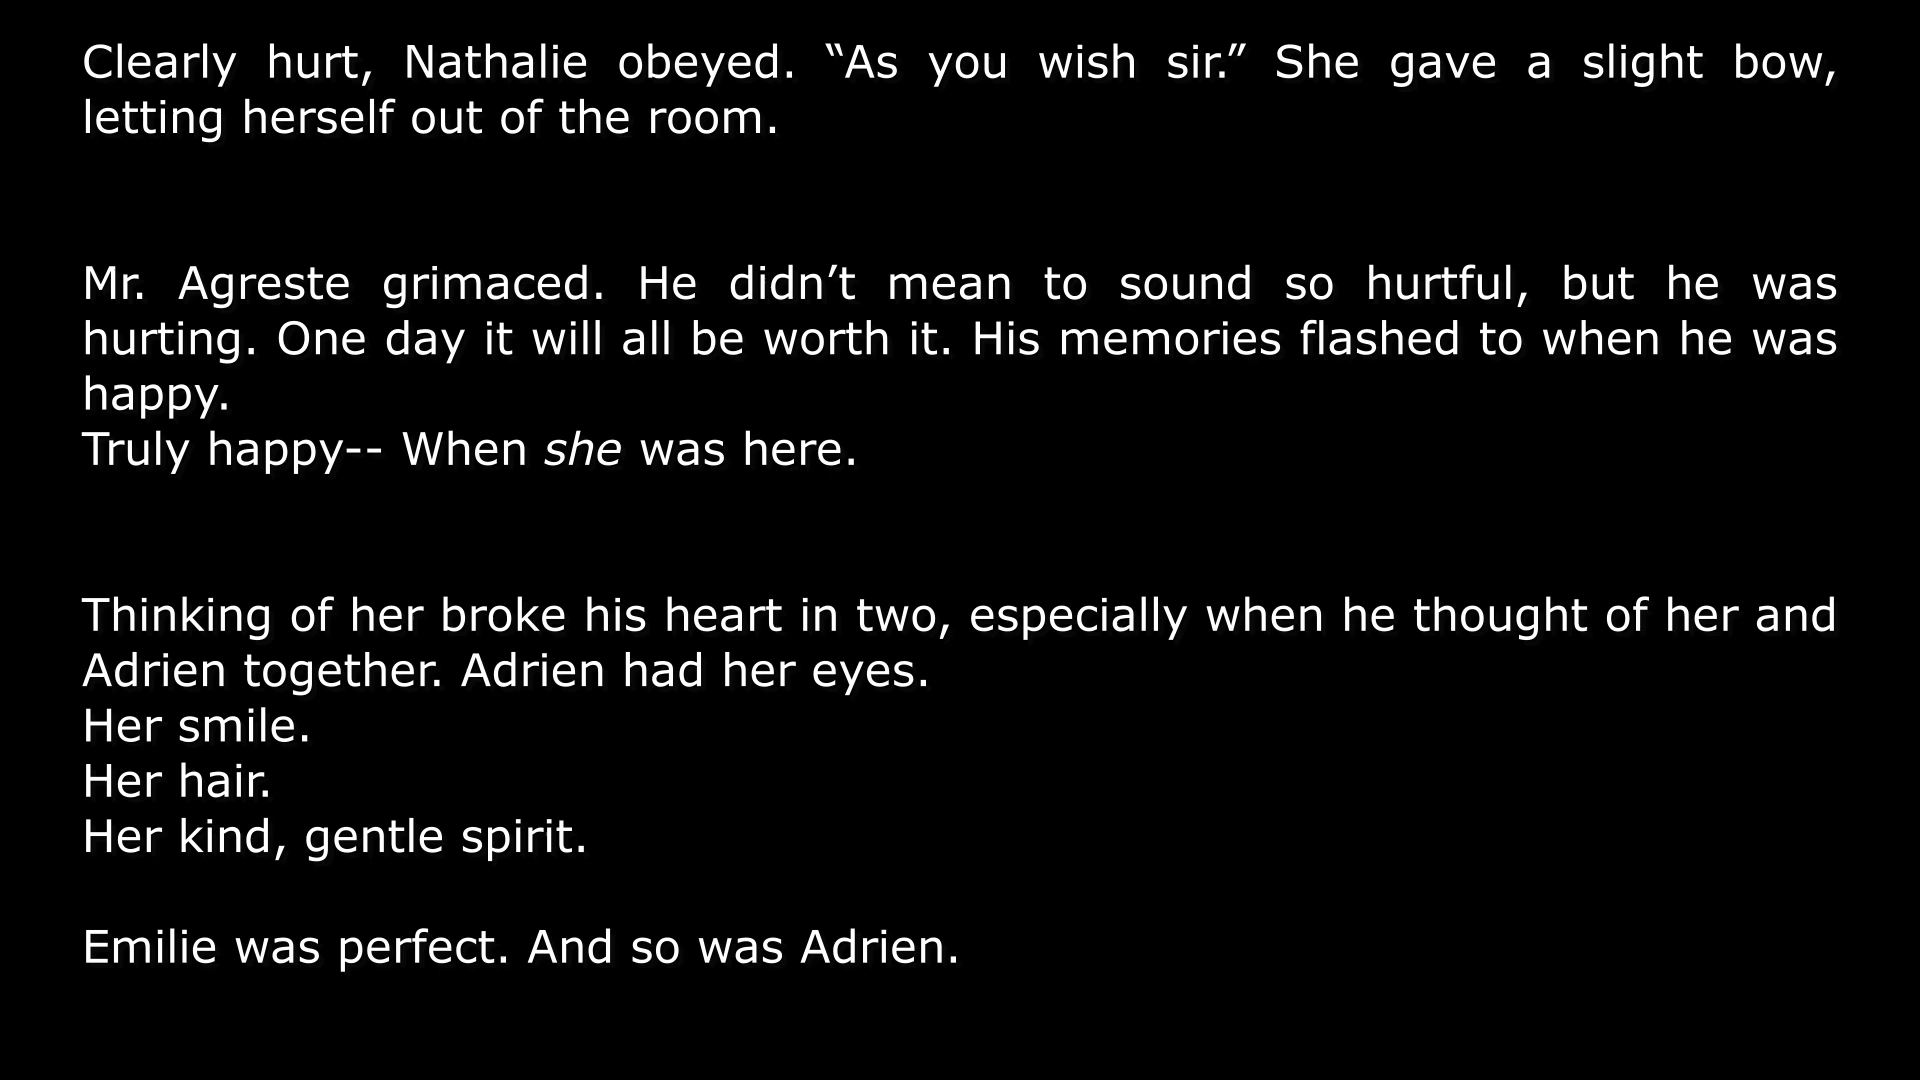 Clearly hurt, Nathalie obeyed. “As you wish sir.” She gave a slight bow,
letting herself out of the room.
Mr. Agreste grimaced. He didn’t mean to sound so hurtful, but he was
hurting. One day it will all be worth it. His memories flashed to when he was
happy.
Truly happy-- When she was here.
Thinking of her broke his heart in two, especially when he thought of her and
Adrien together. Adrien had her eyes.
Her smile.
Her hair.
Her kind, gentle spirit.
Emilie was perfect. And so was Adrien.